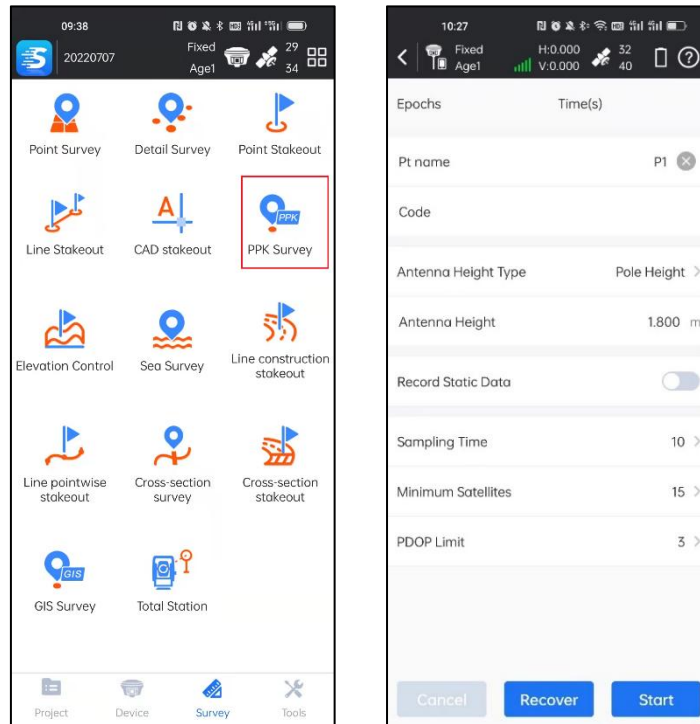 09:38
20220707
Fixed
Age1
29
34
Point Survey
Detail Survey
Point Stakeout
Line Stakeout
A
CAD stakeout
PPK
PPK Survey
Elevation Control
Sea Survey
Line construction
stakeout
Line pointwise
stakeout
Cross-section
survey
Cross-section
stakeout
GIS
GIS Survey
Total Station
Project
Device
Survey
Tools
10:27
Fixed
Age1
H:0.000
V:0.000
32
40
?
Epochs Time(s)
Pt name P1
Code
Antenna Height Type Pole Height >
Antenna Height 1.800 m
Record Static Data
Sampling Time 10 >
Minimum Satellites 15 >
PDOP Limit 3 >
Cancel Recover Start